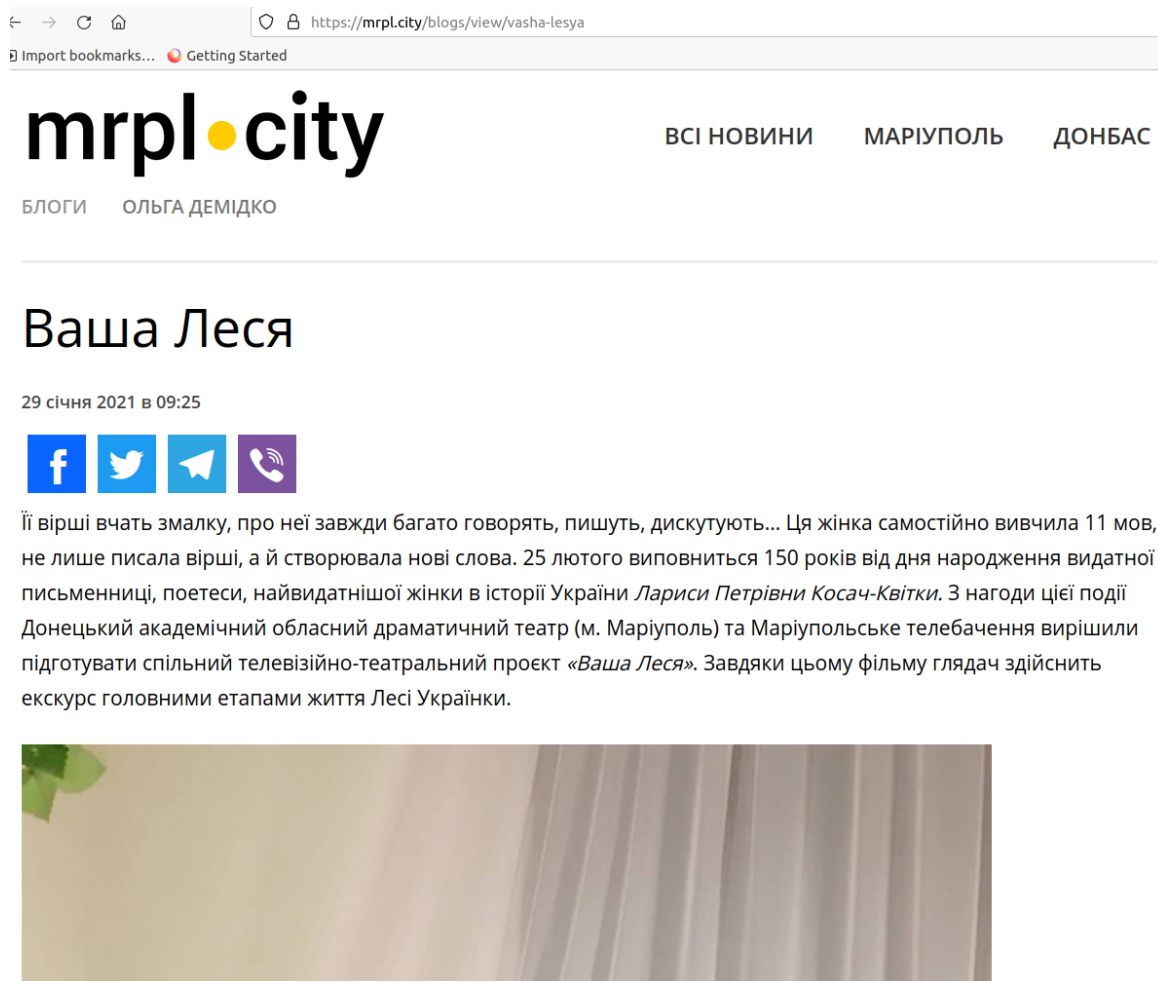 https://mrpl.city/blogs/view/vasha-lesya
Import bookmarks... Getting Started
mrpl city
ВСІ НОВИНИ МАРІУПОЛЬ ДОНБАС
БЛОГИ ОЛЬГА ДЕМІДКО
Ваша Леся
29 січня 2021 в 09:25
Її вірші вчать змалку, про неї завжди багато говорять, пишуть, дискутують... Ця жінка самостійно вивчила 11 мов,
не лише писала вірші, а й створювала нові слова. 25 лютого виповниться 150 років від дня народження видатної
письменниці, поетеси, найвидатнішої жінки в історії України Лариси Петрівни Косач-Квітки. З нагоди цієї події
Донецький академічний обласний драматичний театр (м. Маріуполь) та Маріупольське телебачення вирішили
підготувати спільний телевізійно-театральний проєкт «Ваша Леся». Завдяки цьому фільму глядач здійснить
екскурс головними етапами життя Лесі Українки.